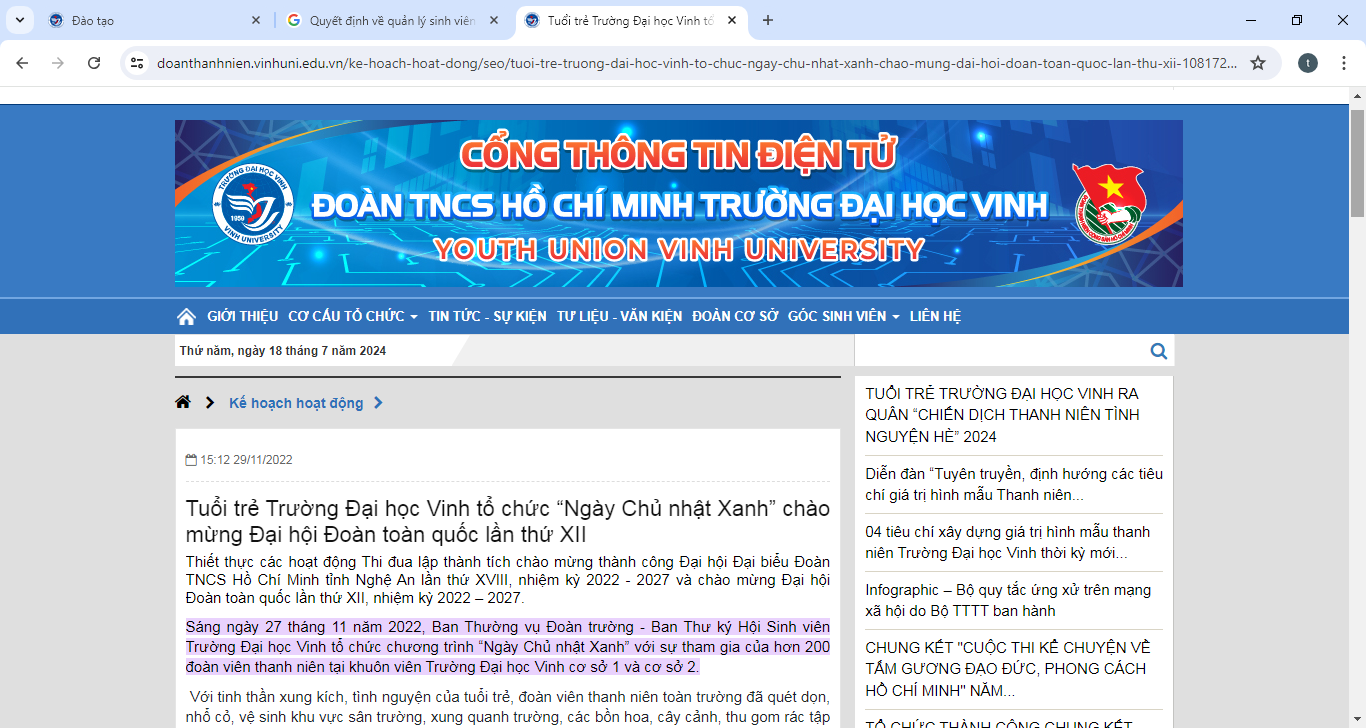 Đào tạo
Quyết định về quản lý sinh viên
Tuổi trẻ Trường Đại học Vinh tổ
doanthanhnien.vinhuni.edu.vn/ke-hoach-hoat-dong/seo/tuoi-tre-truong-dai-hoc-vinh-to-chuc-ngay-chu-nhat-xanh-chao-mung-dai-hoi-doan-toan-quoc-lan-thu-xii-108172...
t
CỔNG THÔNG TIN ĐIỆN TỬ
ĐOÀN TNCS HỒ CHÍ MINH TRƯỜNG ĐẠI HỌC VINH
YOUTH UNION VINH UNIVERSITY
TRƯỜNG ĐẠI HỌC VINH
1959
VINH UNIVERSITY
GIỚI THIỆU CƠ CẤU TỔ CHỨC TIN TỨC - SỰ KIỆN TƯ LIỆU - VĂN KIỆN ĐOÀN CƠ SỞ GÓC SINH VIÊN LIÊN HỆ
Thứ năm, ngày 18 tháng 7 năm 2024
Kế hoạch hoạt động
15:12 29/11/2022
Tuổi trẻ Trường Đại học Vinh tổ chức “Ngày Chủ nhật Xanh” chào
mừng Đại hội Đoàn toàn quốc lần thứ XII
Thiết thực các hoạt động Thi đua lập thành tích chào mừng thành công Đại hội Đại biểu Đoàn
TNCS Hồ Chí Minh tỉnh Nghệ An lần thứ XVIII, nhiệm kỳ 2022 - 2027 và chào mừng Đại hội
Đoàn toàn quốc lần thứ XII, nhiệm kỳ 2022 – 2027.
Sáng ngày 27 tháng 11 năm 2022, Ban Thường vụ Đoàn trường - Ban Thư ký Hội Sinh viên
Trường Đại học Vinh tổ chức chương trình “Ngày Chủ nhật Xanh” với sự tham gia của hơn 200
đoàn viên thanh niên tại khuôn viên Trường Đại học Vinh cơ sở 1 và cơ sở 2.
Với tinh thần xung kích, tình nguyện của tuổi trẻ, đoàn viên thanh niên toàn trường đã quét dọn,
nhổ cỏ, vệ sinh khu vực sân trường, xung quanh trường, các bồn hoa, cây cảnh, thu gom rác tập
TUỔI TRẺ TRƯỜNG ĐẠI HỌC VINH RA
QUÂN “CHIẾN DỊCH THANH NIÊN TÌNH
NGUYỆN HÈ” 2024
Diễn đàn “Tuyên truyền, định hướng các tiêu
chí giá trị hình mẫu Thanh niên...
04 tiêu chí xây dựng giá trị hình mẫu thanh
niên Trường Đại học Vinh thời kỳ mới...
Infographic – Bộ quy tắc ứng xử trên mạng
xã hội do Bộ TTTT ban hành
CHUNG KẾT "CUỘC THI KỂ CHUYỆN VỀ
TẤM GƯƠNG ĐẠO ĐỨC, PHONG CÁCH
HỒ CHÍ MINH" NĂM...
TỔ CHỨC THÀNH CÔNG CHUNG KẾT